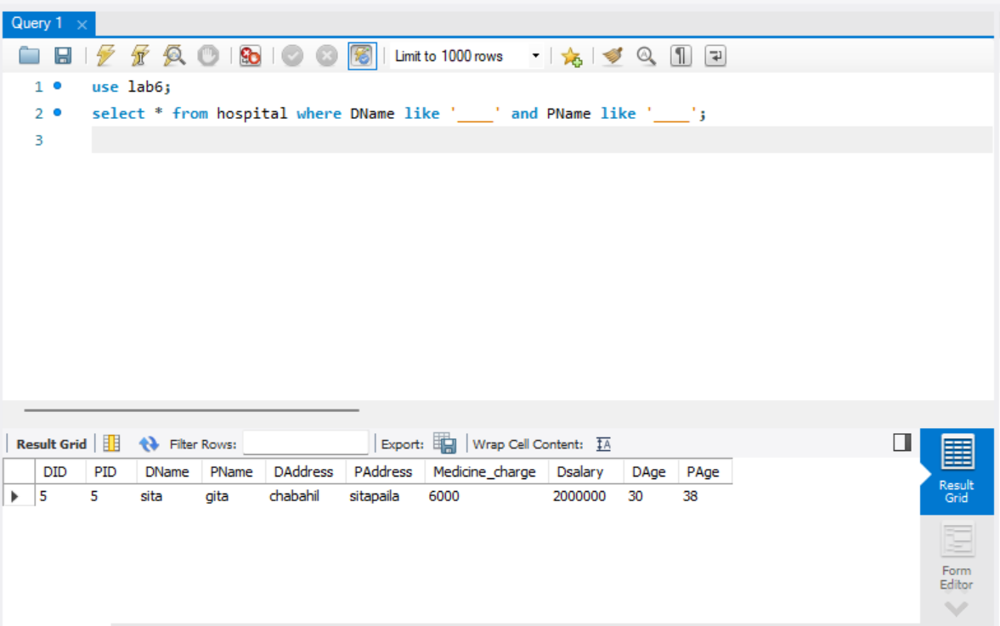 Query 1
Limit to 1000 rows
1 use lab6;
2 select * from hospital where DName like '____' and PName like '____';
3
Result Grid Filter Rows: Export: Wrap Cell Content: IA
DID PID DName PName DAddress PAddress Medicine_charge Dsalary DAge PAge
5 5 sita gita chabahil sitapaila 6000 2000000 30 38
Result
Grid
Form
Editor